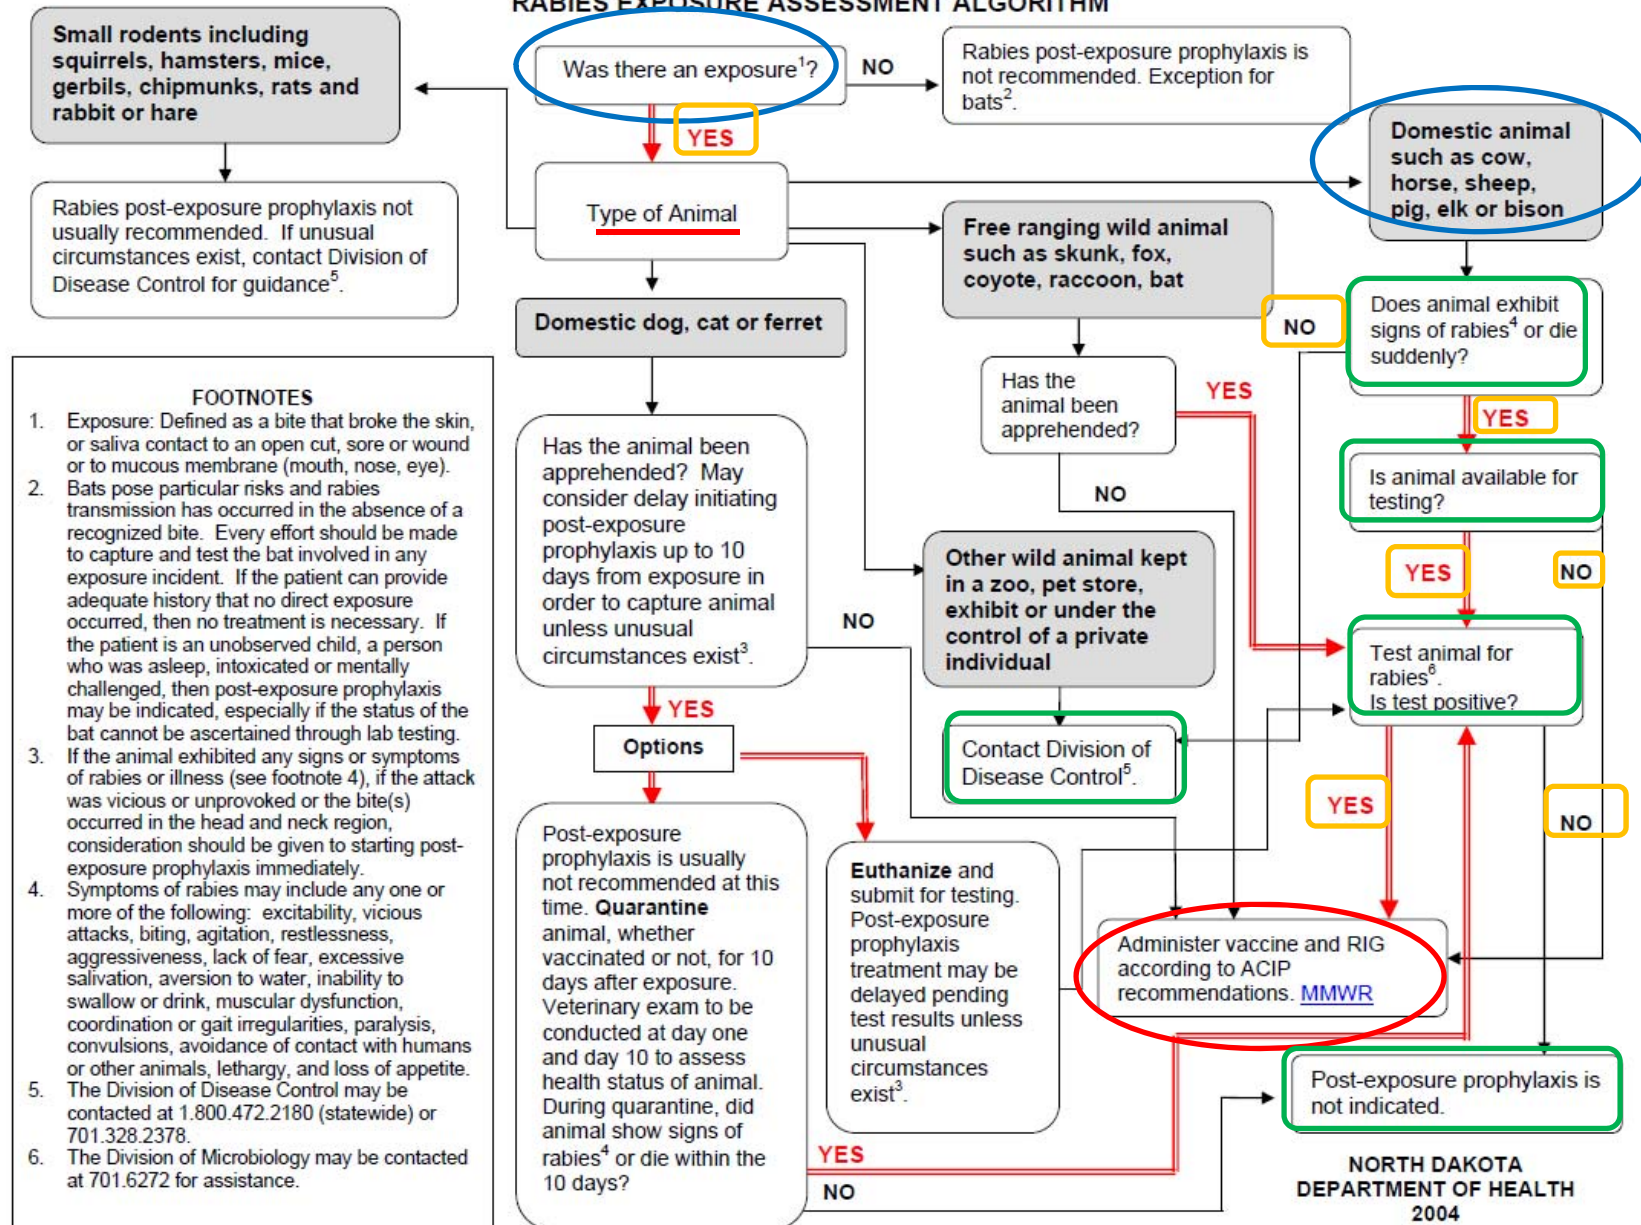 RABIES EXPOSURE ASSESSMENT ALGORITHM
Small rodents including
squirrels, hamsters, mice,
gerbils, chipmunks, rats and
rabbit or hare
Was there an exposure¹?
NO
Rabies post-exposure prophylaxis is
not recommended. Exception for
bats².
YES
Domestic animal
such as cow,
horse, sheep,
pig, elk or bison
Rabies post-exposure prophylaxis not
usually recommended. If unusual
circumstances exist, contact Division of
Disease Control for guidance⁵.
Type of Animal
Free ranging wild animal
such as skunk, fox,
coyote, raccoon, bat
Domestic dog, cat or ferret
NO
Does animal exhibit
signs of rabies⁴ or die
suddenly?
YES
Has the
animal been
apprehended?
YES
NO
Is animal available for
testing?
YES
NO
Has the animal been
apprehended? May
consider delay initiating
post-exposure
prophylaxis up to 10
days from exposure in
order to capture animal
unless unusual
circumstances exist³.
NO
YES
Other wild animal kept
in a zoo, pet store,
exhibit or under the
control of a private
individual
Test animal for
rabies⁶.
Is test positive?
Options
Contact Division of
Disease Control⁵.
YES
NO
Post-exposure
prophylaxis is usually
not recommended at this
time. Quarantine
animal, whether
vaccinated or not, for 10
days after exposure.
Veterinary exam to be
conducted at day one
and day 10 to assess
health status of animal.
During quarantine, did
animal show signs of
rabies⁴ or die within the
10 days?
YES
NO
Euthanize and
submit for testing.
Post-exposure
prophylaxis
treatment may be
delayed pending
test results unless
unusual
circumstances
exist³.
Administer vaccine and RIG
according to ACIP
recommendations. MMWR
Post-exposure prophylaxis is
not indicated.
FOOTNOTES
1. Exposure: Defined as a bite that broke the skin,
or saliva contact to an open cut, sore or wound
or to mucous membrane (mouth, nose, eye).
2. Bats pose particular risks and rabies
transmission has occurred in the absence of a
recognized bite. Every effort should be made
to capture and test the bat involved in any
exposure incident. If the patient can provide
adequate history that no direct exposure
occurred, then no treatment is necessary. If
the patient is an unobserved child, a person
who was asleep, intoxicated or mentally
challenged, then post-exposure prophylaxis
may be indicated, especially if the status of the
bat cannot be ascertained through lab testing.
3. If the animal exhibited any signs or symptoms
of rabies or illness (see footnote 4), if the attack
was vicious or unprovoked or the bite(s)
occurred in the head and neck region,
consideration should be given to starting post-
exposure prophylaxis immediately.
4. Symptoms of rabies may include any one or
more of the following: excitability, vicious
attacks, biting, agitation, restlessness,
aggressiveness, lack of fear, excessive
salivation, aversion to water, inability to
swallow or drink, muscular dysfunction,
coordination or gait irregularities, paralysis,
convulsions, avoidance of contact with humans
or other animals, lethargy, and loss of appetite.
5. The Division of Disease Control may be
contacted at 1.800.472.2180 (statewide) or
701.328.2378.
6. The Division of Microbiology may be contacted
at 701.6272 for assistance.
NORTH DAKOTA
DEPARTMENT OF HEALTH
2004